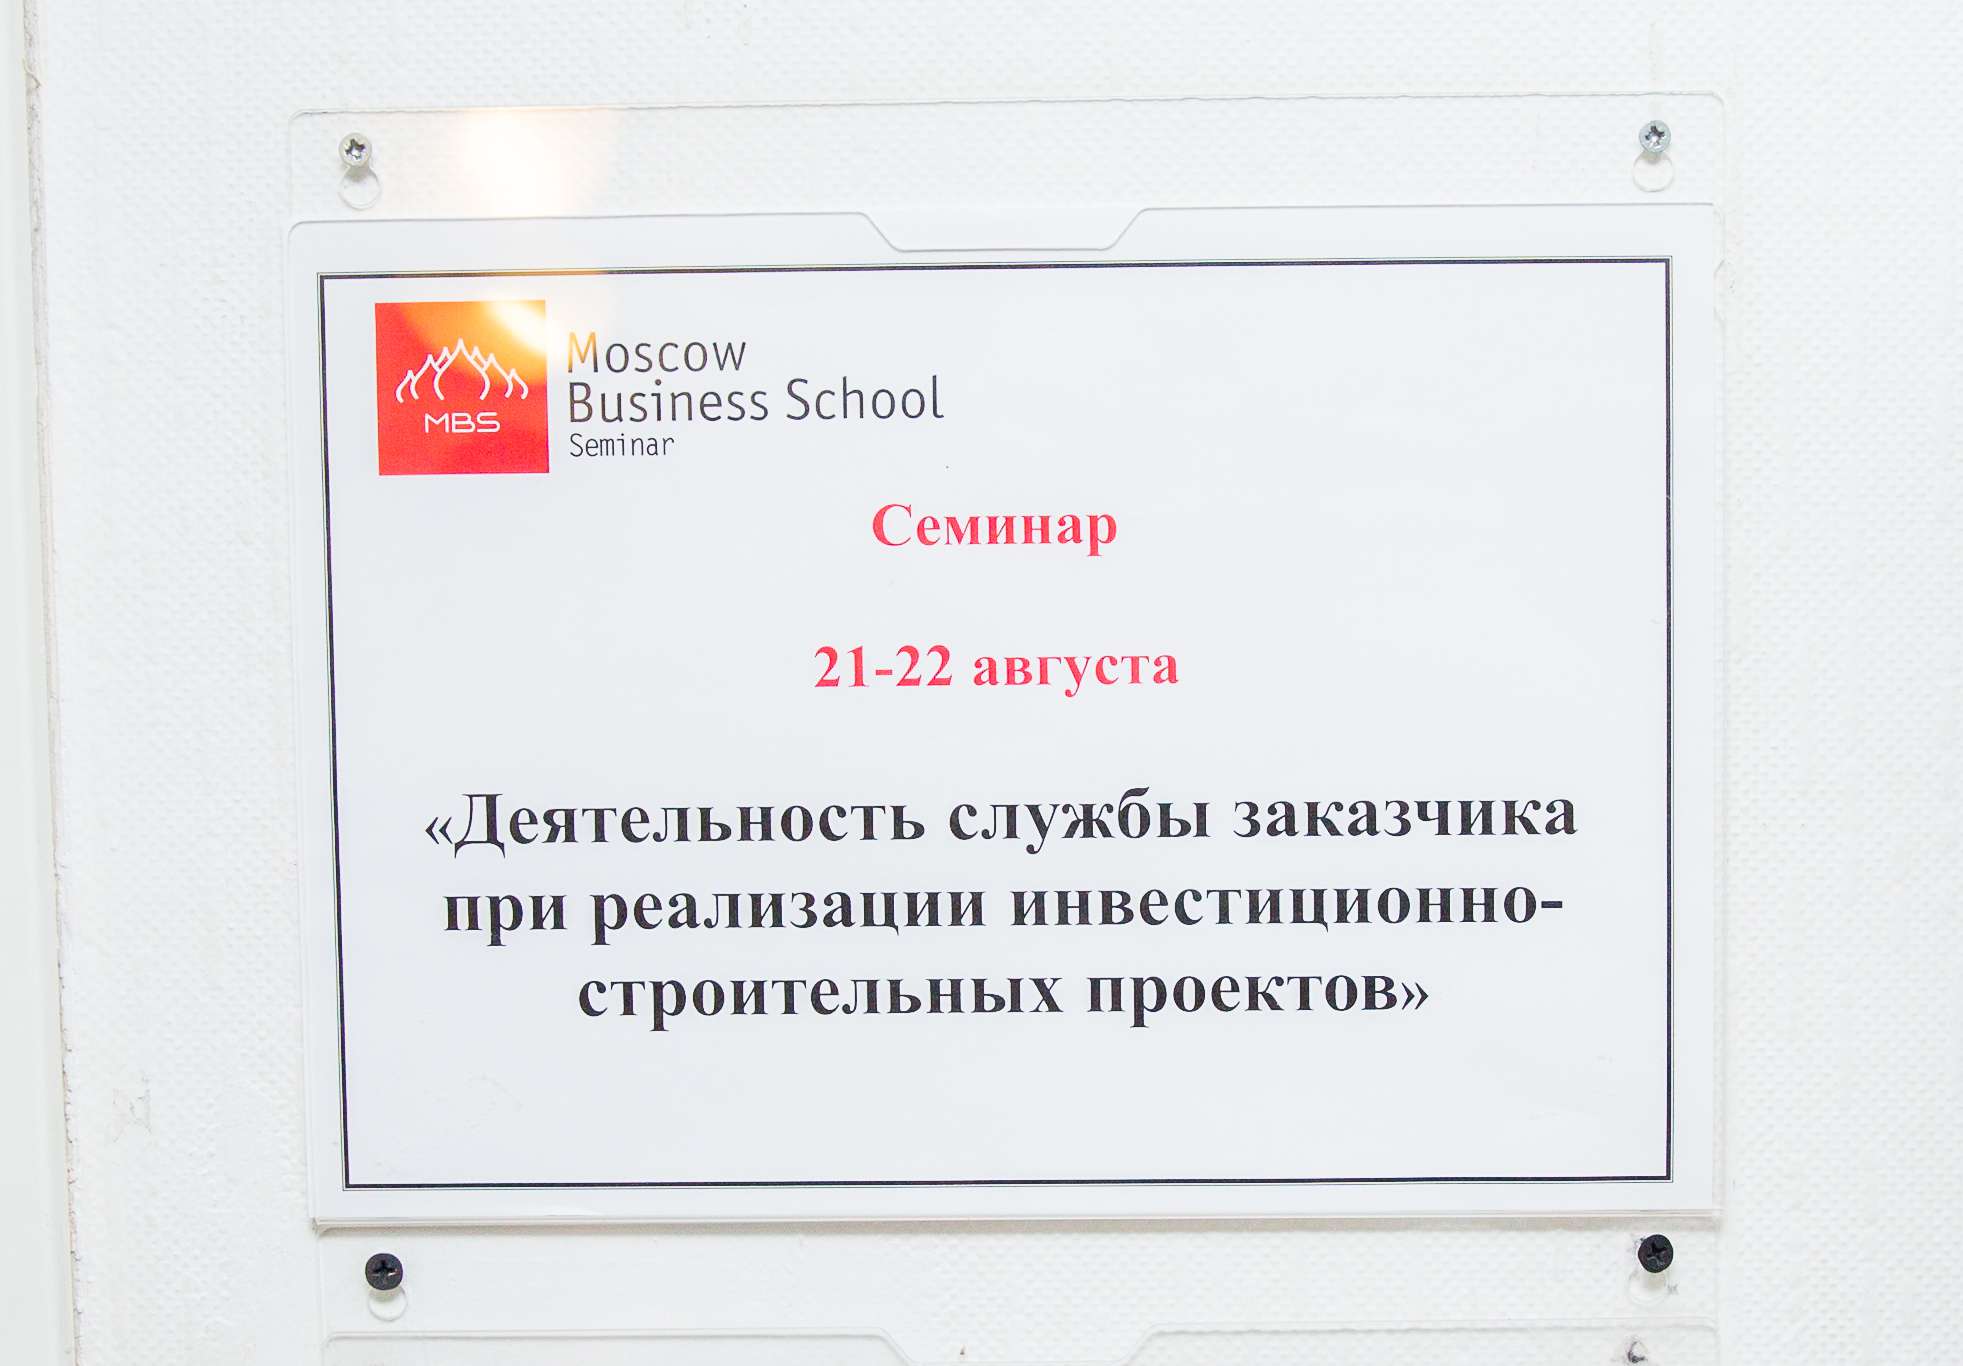 MBS
Moscow
Business School
Seminar
Семинар
21-22 августа
«Деятельность службы заказчика
при реализации инвестиционно-
строительных проектов»